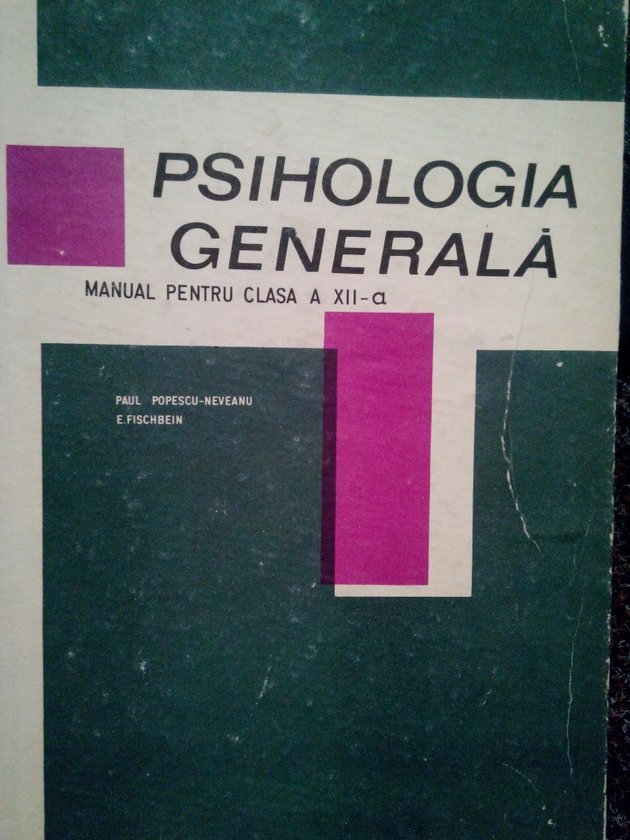 PSIHOLOGIA
GENERALĂ
MANUAL PENTRU CLASA A XII-a
PAUL POPESCU-NEVEANU
E. FISCHBEIN